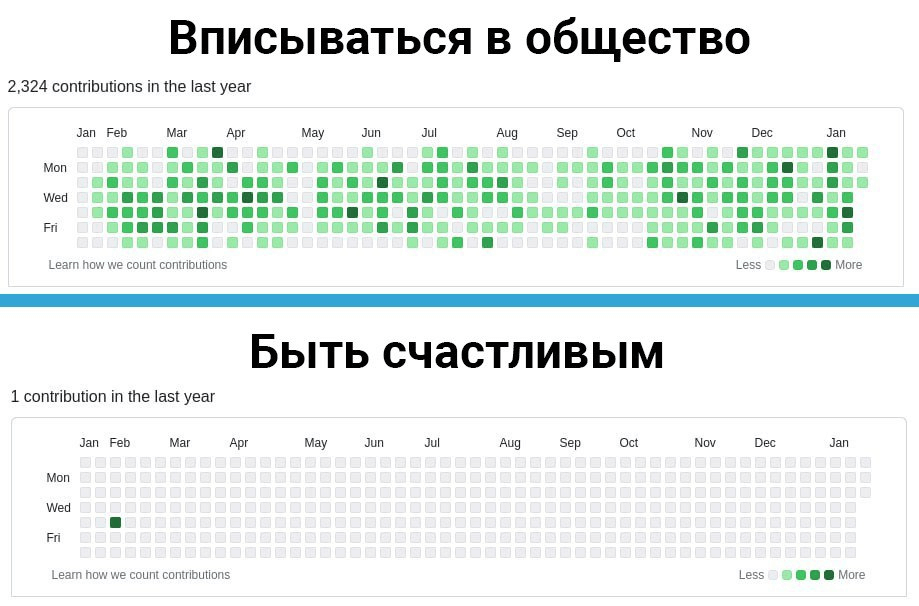 Вписываться в общество
2,324 contributions in the last year
Jan Feb Mar Apr May Jun Jul Aug Sep Oct Nov Dec Jan
Mon
Wed
Fri
Learn how we count contributions
Less More
Быть счастливым
1 contribution in the last year
Jan Feb Mar Apr May Jun Jul Aug Sep Oct Nov Dec Jan
Mon
Wed
Fri
Learn how we count contributions
Less More